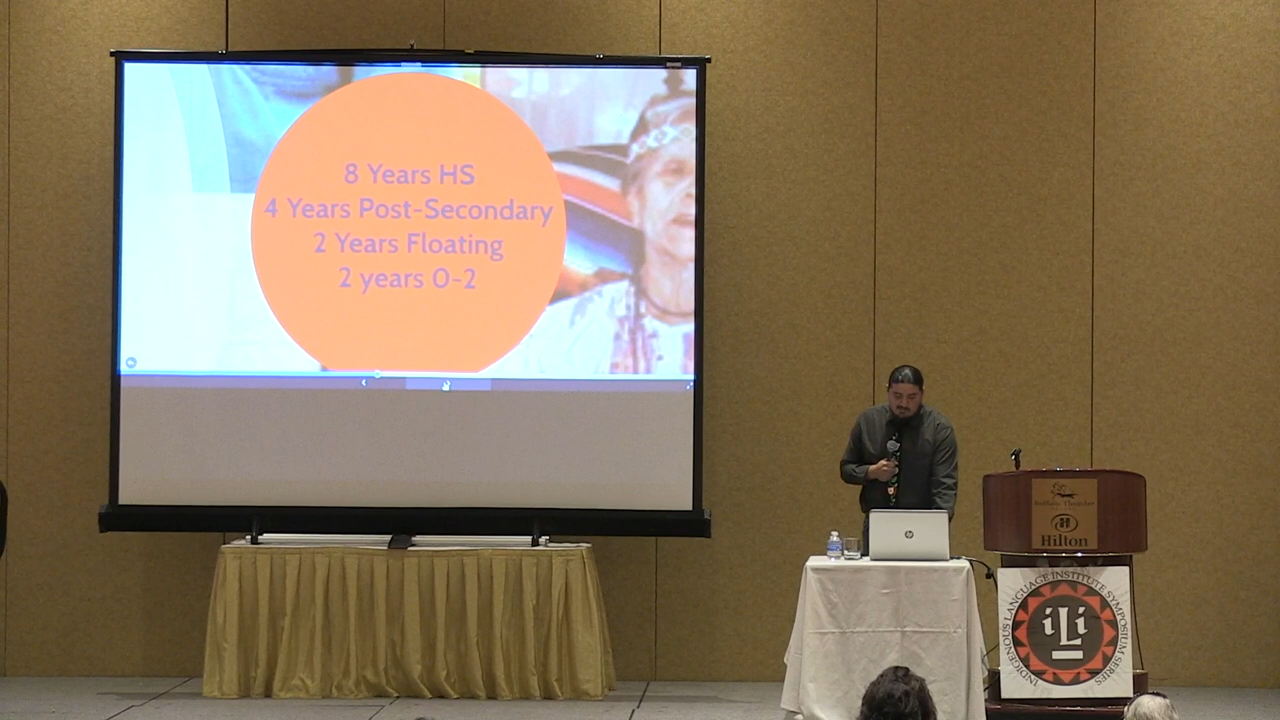 8 Years HS
4 Years Post-Secondary
2 Years Floating
2 years 0-2
hp
Hilton
INDIGENOUS LANGUAGE INSTITUTE SYMPOSIUM SERIES
iLi